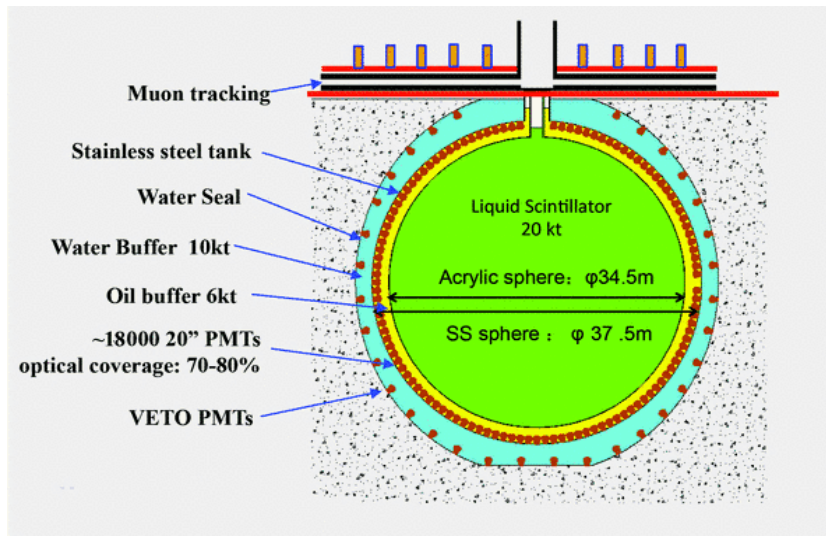 Muon tracking
Stainless steel tank
Water Seal
Water Buffer 10kt
Oil buffer 6kt
~18000 20” PMTs
optical coverage: 70-80%
VETO PMTs
Liquid Scintillator
20 kt
Acrylic sphere： φ34.5m
SS sphere ： φ 37 .5m